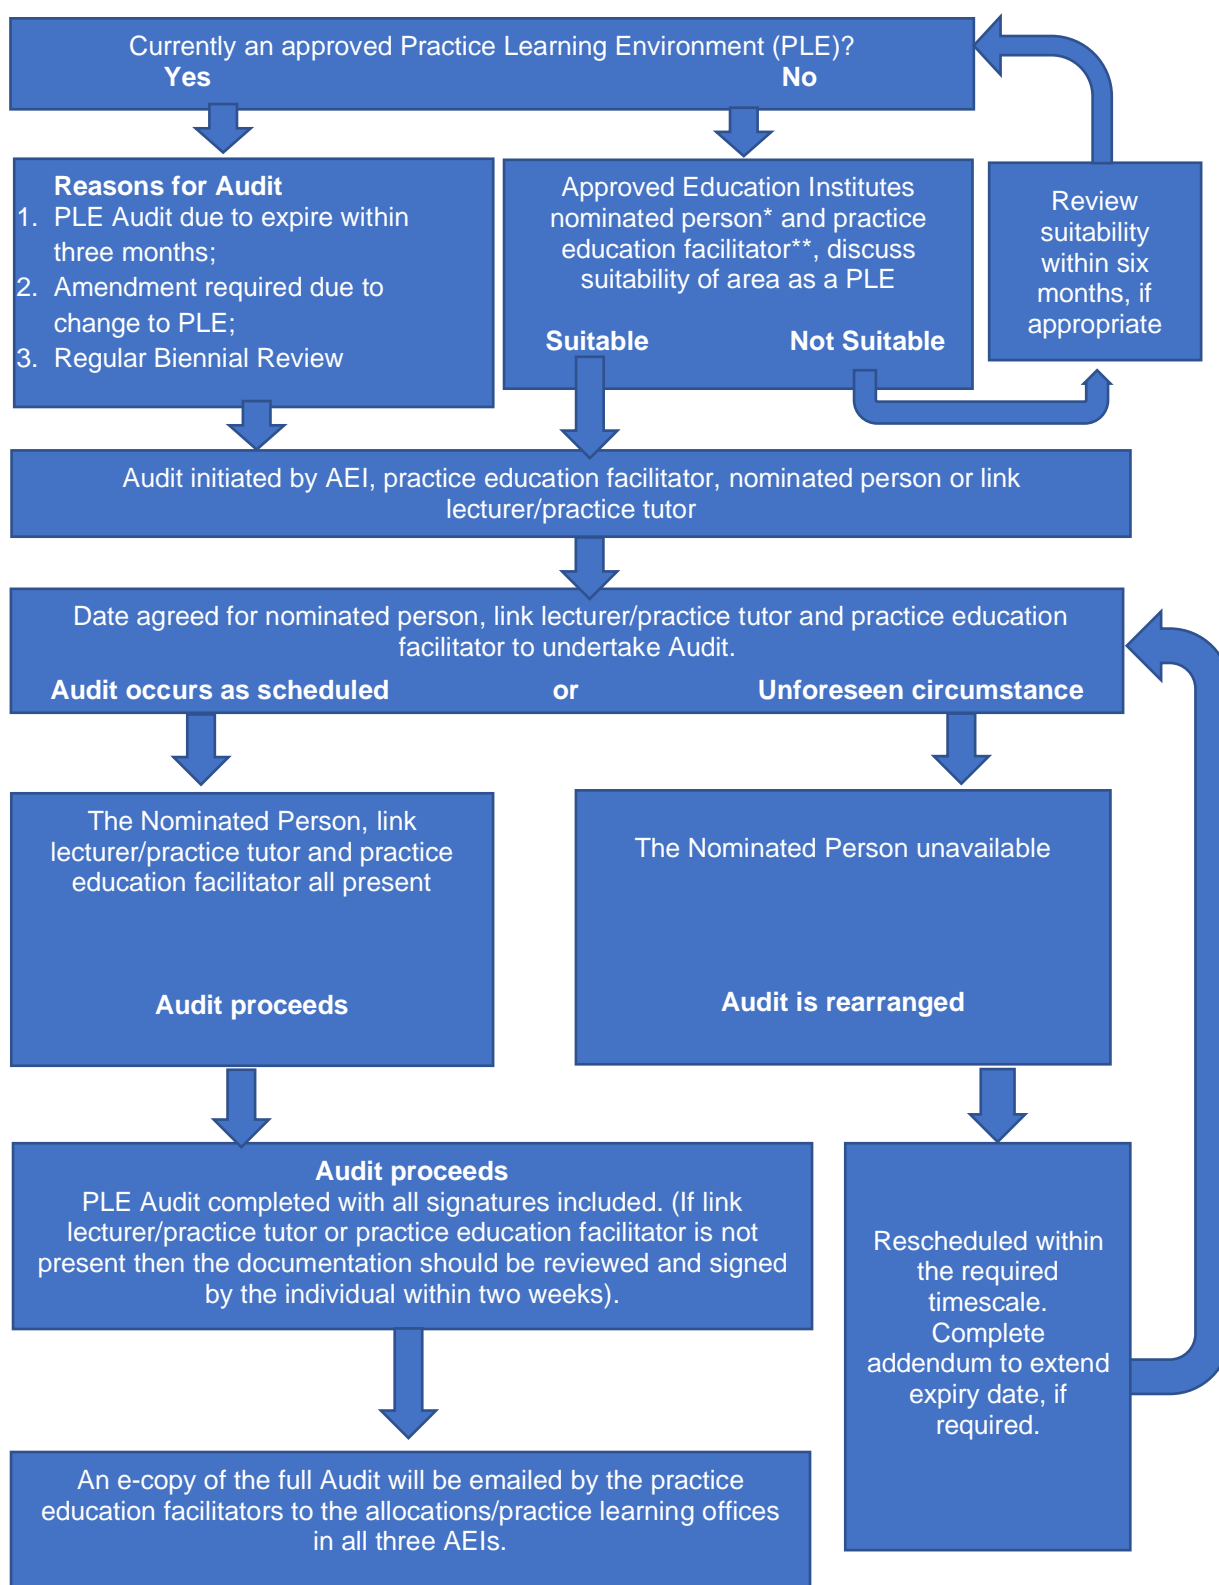 Currently an approved Practice Learning Environment (PLE)?
Yes No
Reasons for Audit
1. PLE Audit due to expire within
three months;
2. Amendment required due to
change to PLE;
3. Regular Biennial Review
Approved Education Institutes
nominated person* and practice
education facilitator**, discuss
suitability of area as a PLE
Suitable Not Suitable
Review
suitability
within six
months, if
appropriate
Audit initiated by AEI, practice education facilitator, nominated person or link
lecturer/practice tutor
Date agreed for nominated person, link lecturer/practice tutor and practice education
facilitator to undertake Audit.
Audit occurs as scheduled or Unforeseen circumstance
The Nominated Person, link
lecturer/practice tutor and practice
education facilitator all present
Audit proceeds
The Nominated Person unavailable
Audit is rearranged
Audit proceeds
PLE Audit completed with all signatures included. (If link
lecturer/practice tutor or practice education facilitator is not
present then the documentation should be reviewed and signed
by the individual within two weeks).
Rescheduled within
the required
timescale.
Complete
addendum to extend
expiry date, if
required.
An e-copy of the full Audit will be emailed by the practice
education facilitators to the allocations/practice learning offices
in all three AEIs.